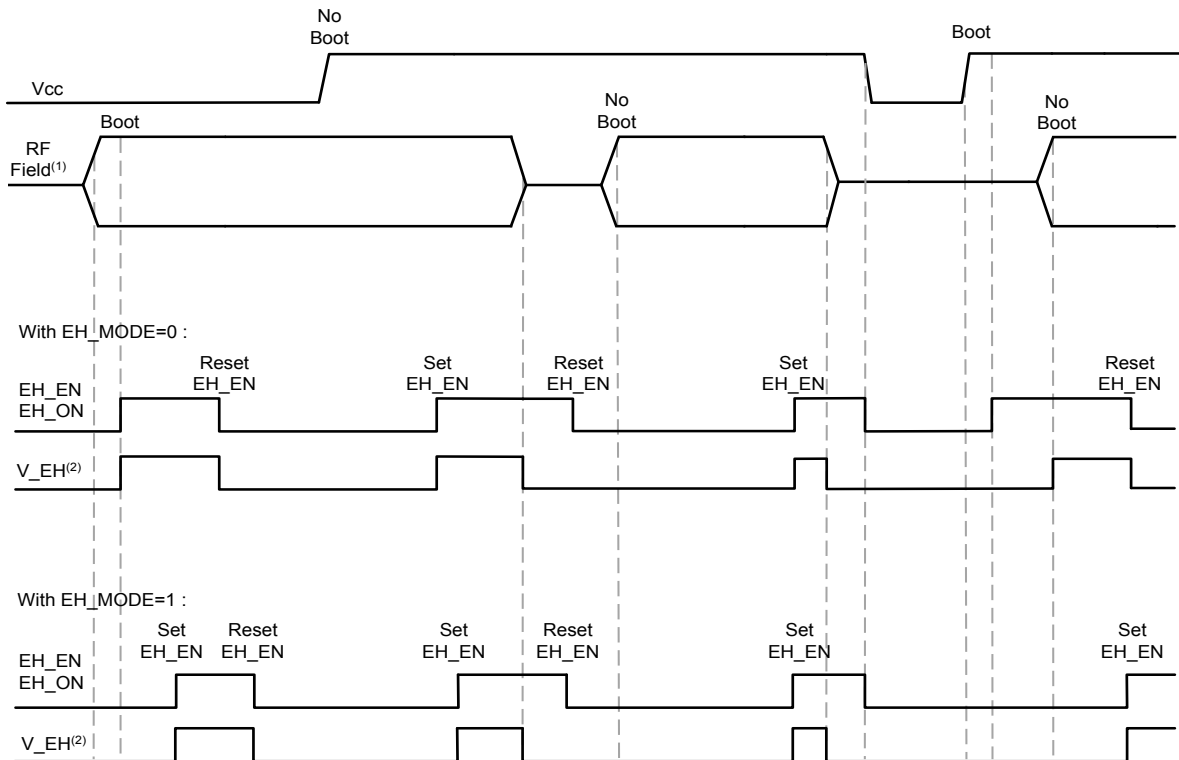 No
Boot
Boot
Vcc
Boot
No
Boot
No
Boot
RF
Field(1)
With EH_MODE=0 :
Reset
EH_EN
Set
EH_EN
Reset
EH_EN
Set
EH_EN
Reset
EH_EN
EH_EN
EH_ON
V_EH(2)
With EH_MODE=1 :
Set
EH_EN
Reset
EH_EN
Set
EH_EN
Reset
EH_EN
Set
EH_EN
Set
EH_EN
EH_EN
EH_ON
V_EH(2)